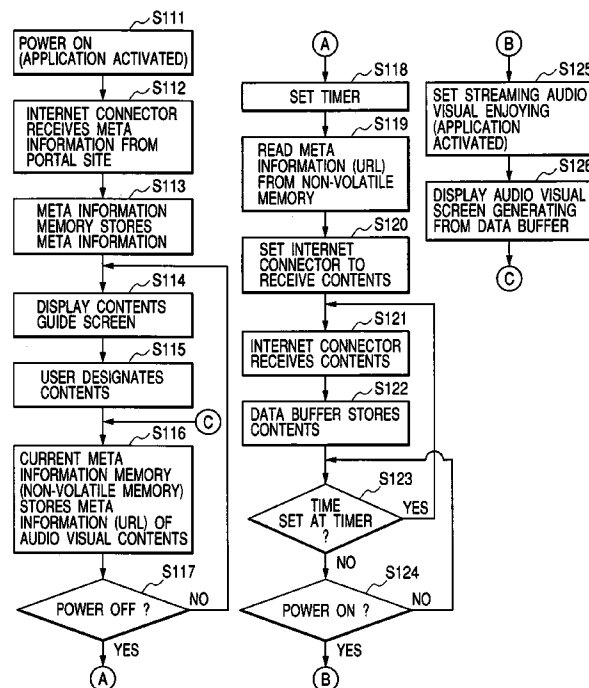 S111
POWER ON
(APPLICATION ACTIVATED)
S112
INTERNET CONNECTOR
RECEIVES META
INFORMATION FROM
PORTAL SITE
S113
META INFORMATION
MEMORY STORES
META INFORMATION
S114
DISPLAY CONTENTS
GUIDE SCREEN
S115
USER DESIGNATES
CONTENTS
C
S116
CURRENT META
INFORMATION MEMORY
(NON-VOLATILE MEMORY)
STORES META
INFORMATION (URL) OF
AUDIO VISUAL CONTENTS
S117
POWER OFF ?
NO
YES
A
A
S118
SET TIMER
S119
READ META
INFORMATION (URL)
FROM NON-VOLATILE
MEMORY
S120
SET INTERNET
CONNECTOR TO
RECEIVE CONTENTS
S121
INTERNET CONNECTOR
RECEIVES CONTENTS
S122
DATA BUFFER STORES
CONTENTS
S123
TIME
SET AT TIMER
?
YES
NO
S124
POWER ON ?
NO
YES
B
B
S125
SET STREAMING AUDIO
VISUAL ENJOYING
(APPLICATION
ACTIVATED)
S126
DISPLAY AUDIO VISUAL
SCREEN GENERATING
FROM DATA BUFFER
C